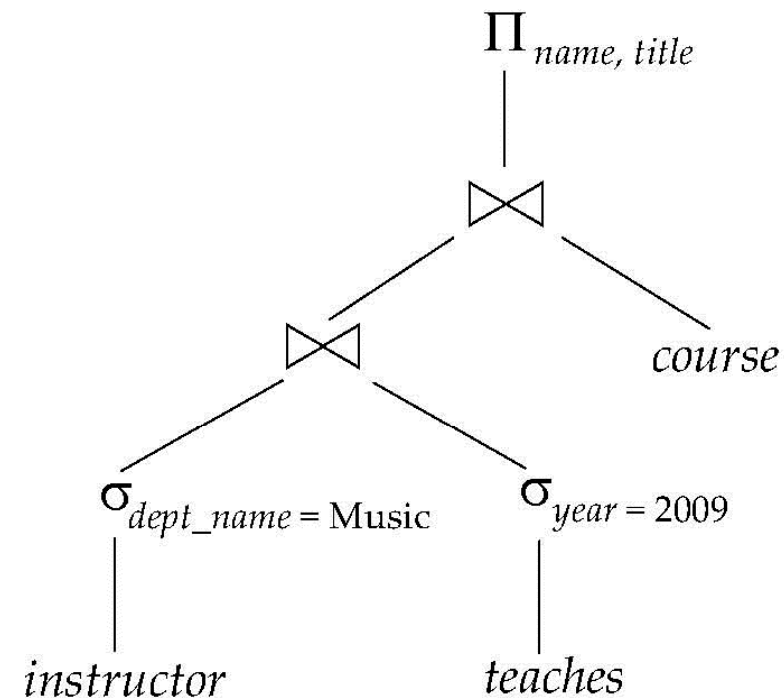 Π name, title
⋈
⋈
course
σ dept_name = Music
σ year = 2009
instructor
teaches